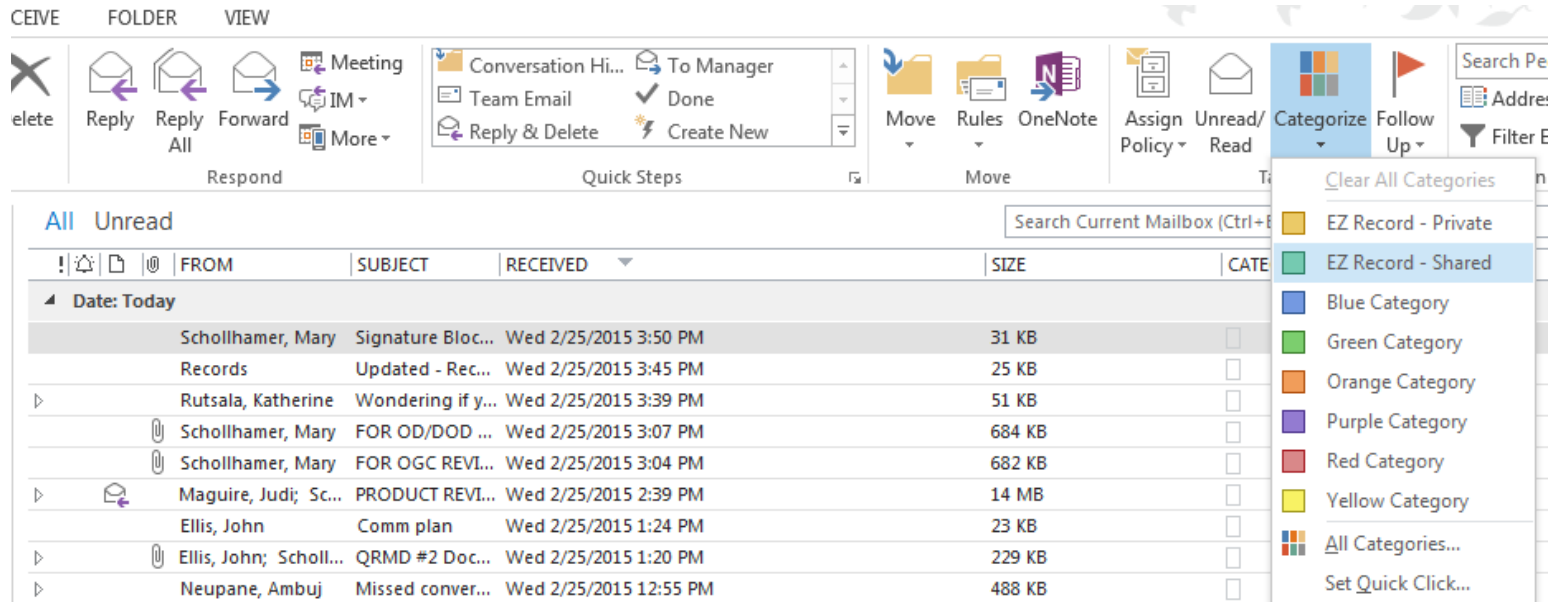 CEIVE FOLDER VIEW
elete Reply Reply All Forward Meeting IM More
Respond
Conversation Hi... To Manager
Team Email Done
Reply & Delete Create New
Quick Steps
Move Rules OneNote
Move
Assign Policy Unread/ Read Categorize Follow Up
Search Pe
Addres
Filter E
All Unread
Search Current Mailbox (Ctrl+E
! FROM SUBJECT RECEIVED SIZE CATE
Date: Today
Schollhamer, Mary Signature Bloc... Wed 2/25/2015 3:50 PM 31 KB
Records Updated - Rec... Wed 2/25/2015 3:45 PM 25 KB
Rutsala, Katherine Wondering if y... Wed 2/25/2015 3:39 PM 51 KB
Schollhamer, Mary FOR OD/DOD ... Wed 2/25/2015 3:07 PM 684 KB
Schollhamer, Mary FOR OGC REVI... Wed 2/25/2015 3:04 PM 682 KB
Maguire, Judi; Sc... PRODUCT REVI... Wed 2/25/2015 2:39 PM 14 MB
Ellis, John Comm plan Wed 2/25/2015 1:24 PM 23 KB
Ellis, John; Scholl... QRMD #2 Doc... Wed 2/25/2015 1:20 PM 229 KB
Neupane, Ambuj Missed conver... Wed 2/25/2015 12:55 PM 488 KB
Clear All Categories
EZ Record - Private
EZ Record - Shared
Blue Category
Green Category
Orange Category
Purple Category
Red Category
Yellow Category
All Categories...
Set Quick Click...